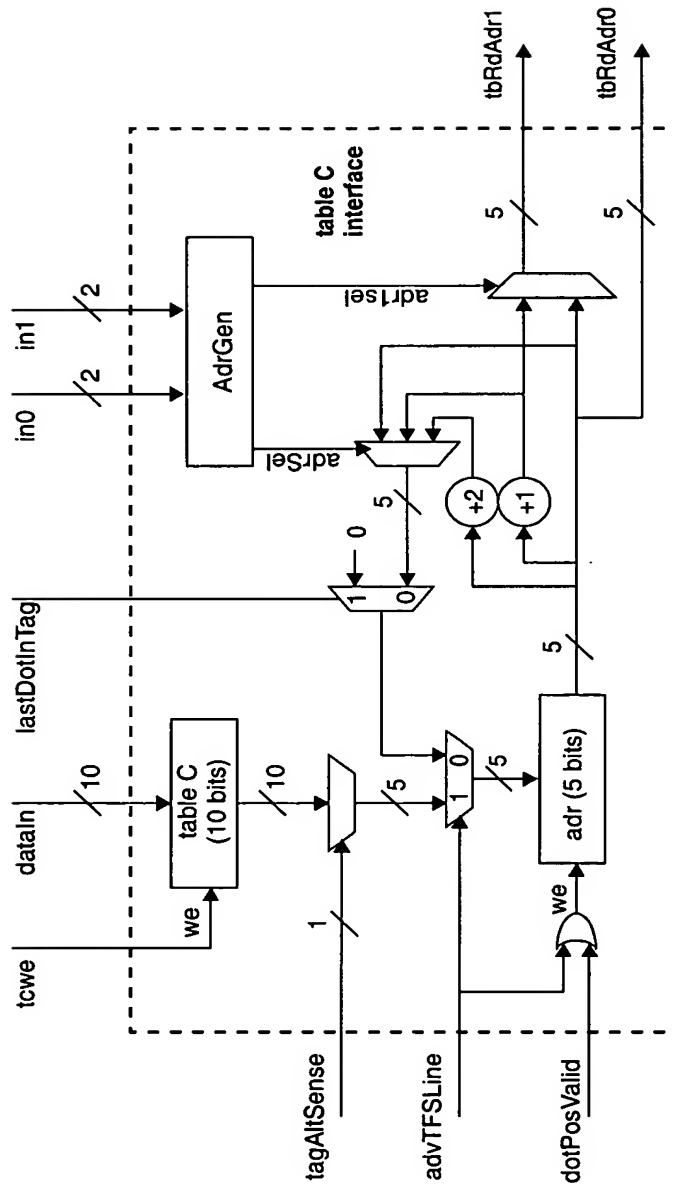 tcwe
dataIn
lastDotInTag
in0
in1
10
2
2
we
table C
(10 bits)
AdrGen
table C
interface
10
0
adrSel
adr1sel
tagAltSense
1
5
1
0
5
5
tbRdAdr1
advTFSLine
1
0
5
+2
+1
dotPosValid
we
adr (5 bits)
5
5
tbRdAdr0